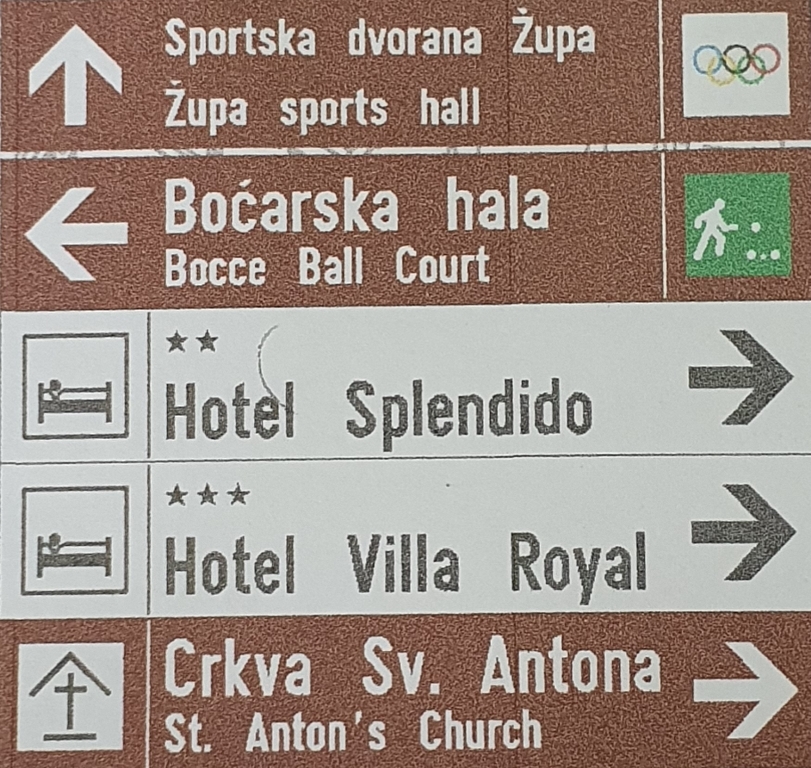 Sportska dvorana Župa
Župa sports hall
Boćarska hala
Bocce Ball Court
Hotel Splendido
Hotel Villa Royal
Crkva Sv. Antona
St. Anton's Church